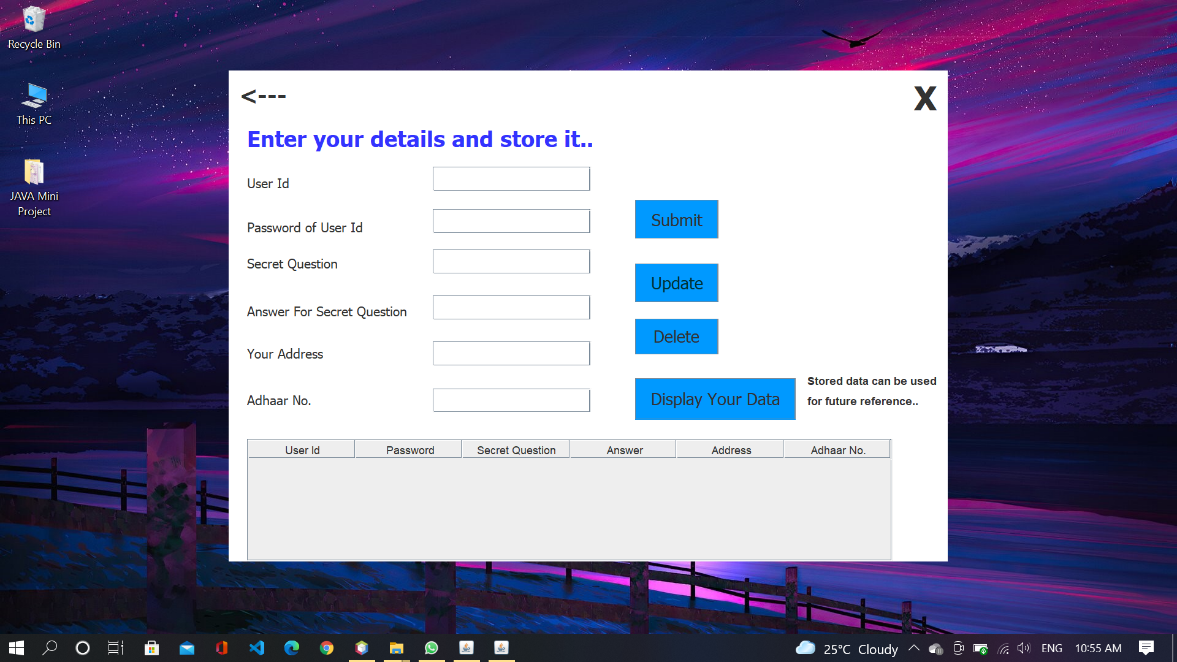 Recycle Bin
This PC
JAVA Mini
Project
<---
X
Enter your details and store it..
User Id
Password of User Id
Secret Question
Answer For Secret Question
Your Address
Adhaar No.
Submit
Update
Delete
Display Your Data
Stored data can be used
for future reference..
User Id Password Secret Question Answer Address Adhaar No.
25°C Cloudy ENG 10:55 AM